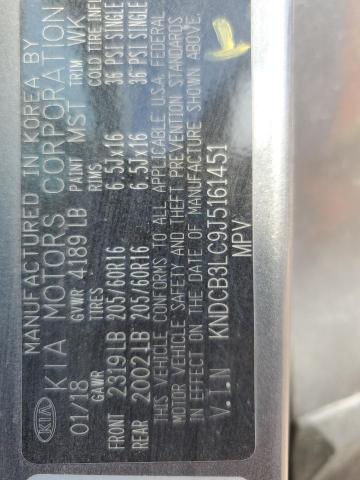 MANUFACTURED IN KOREA BY
KIA KIA MOTORS CORPORATION
01/18 GVWR 4189 LB PAINT MST TRIM WK
GAWR TIRES RIMS COLD TIRE INFL
FRONT 2319 LB 205/60R16 6.5JX16 36 PSI SINGLE
REAR 2002 LB 205/60R16 6.5JX16 36 PSI SINGLE
THIS VEHICLE CONFORMS TO ALL APPLICABLE U.S.A. FEDERAL
MOTOR VEHICLE SAFETY AND THEFT PREVENTION STANDARDS
IN EFFECT ON THE DATE OF MANUFACTURE SHOWN ABOVE.
V.I.N KNDCB3LC9J5161451
MPV